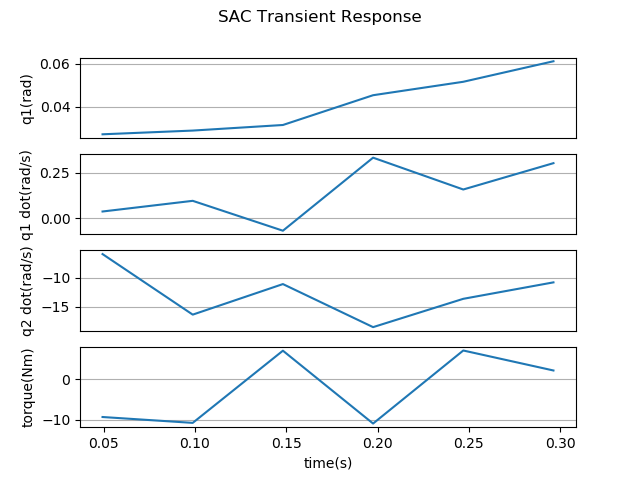 SAC Transient Response
q1(rad)
0.06
0.04
q1 dot(rad/s)
0.25
0.00
q2 dot(rad/s)
−10
−15
torque(Nm)
0
−10
0.05 0.10 0.15 0.20 0.25 0.30
time(s)